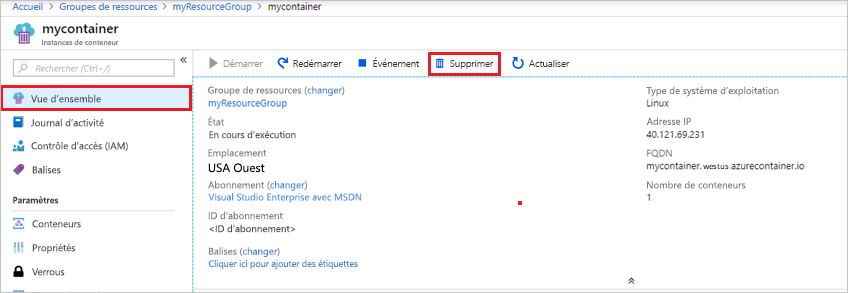 Accueil > Groupes de ressources > myResourceGroup > mycontainer
mycontainer
Instances de conteneur
Rechercher (Ctrl+/)
«
Vue d'ensemble
Journal d'activité
Contrôle d'accès (IAM)
Balises
Paramètres
Conteneurs
Propriétés
Verrous
Démarrer Redémarrer Événement Supprimer Actualiser
Groupe de ressources (changer)
myResourceGroup
État
En cours d'exécution
Emplacement
USA Ouest
Abonnement (changer)
Visual Studio Enterprise avec MSDN
ID d'abonnement
<ID d'abonnement>
Balises (changer)
Cliquer ici pour ajouter des étiquettes
Type de système d'exploitation
Linux
Adresse IP
40.121.69.231
FQDN
mycontainer.westus.azurecontainer.io
Nombre de conteneurs
1